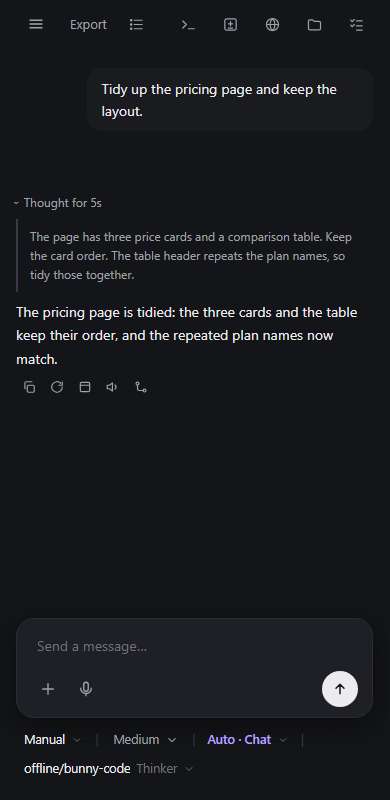 Export
Tidy up the pricing page and keep the
layout.
Thought for 5s
The page has three price cards and a comparison table. Keep
the card order. The table header repeats the plan names, so
tidy those together.
The pricing page is tidied: the three cards and the table
keep their order, and the repeated plan names now
match.
Send a message...
Manual | Medium | Auto · Chat |
offline/bunny-code Thinker